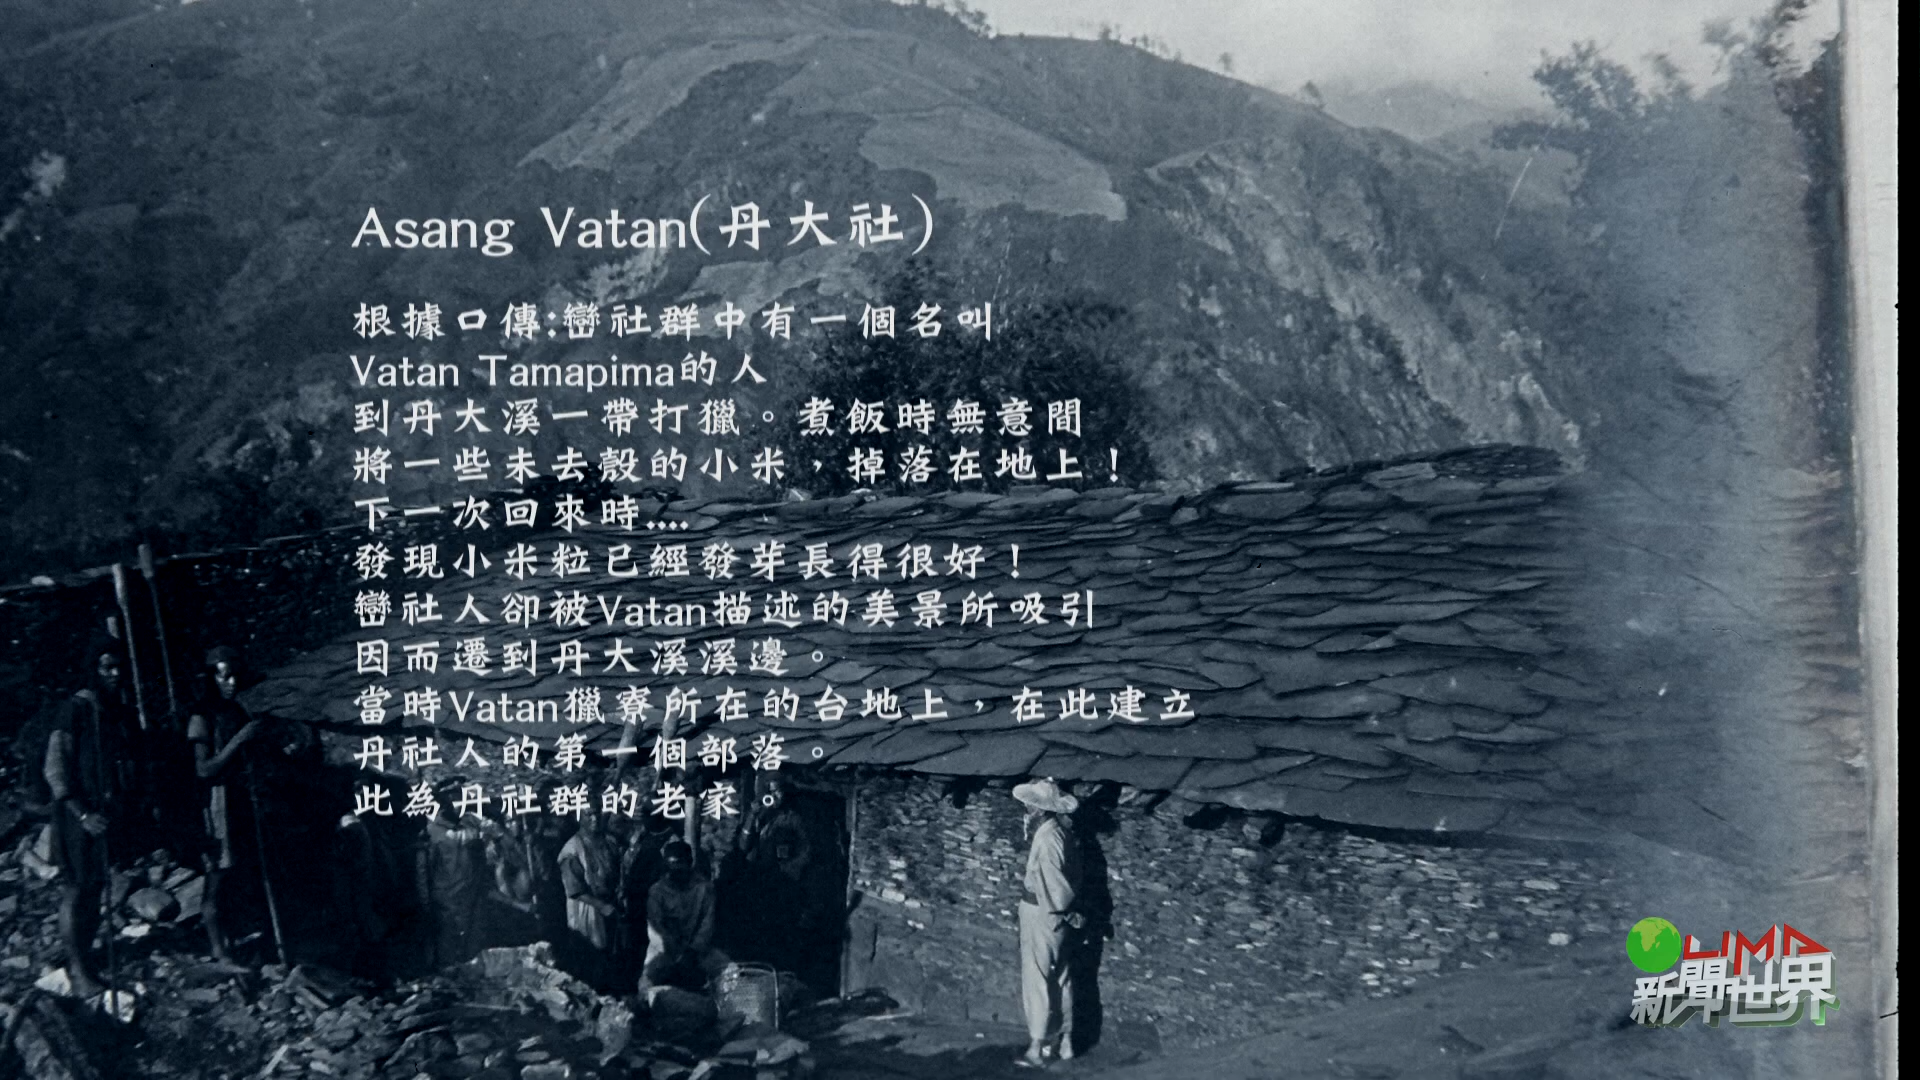 Asang Vatan(丹大社)
根據口傳:巒社群中有一個名叫
Vatan Tamapima的人
到丹大溪一帶打獵。煮飯時無意間
將一些未去殼的小米，掉落在地上！
下一次回來時....
發現小米粒已經發芽長得很好！
巒社人卻被Vatan描述的美景所吸引
因而遷到丹大溪溪邊。
當時Vatan獵寮所在的台地上，在此建立
丹社人的第一個部落。
此為丹社群的老家。
LIMA
新聞世界